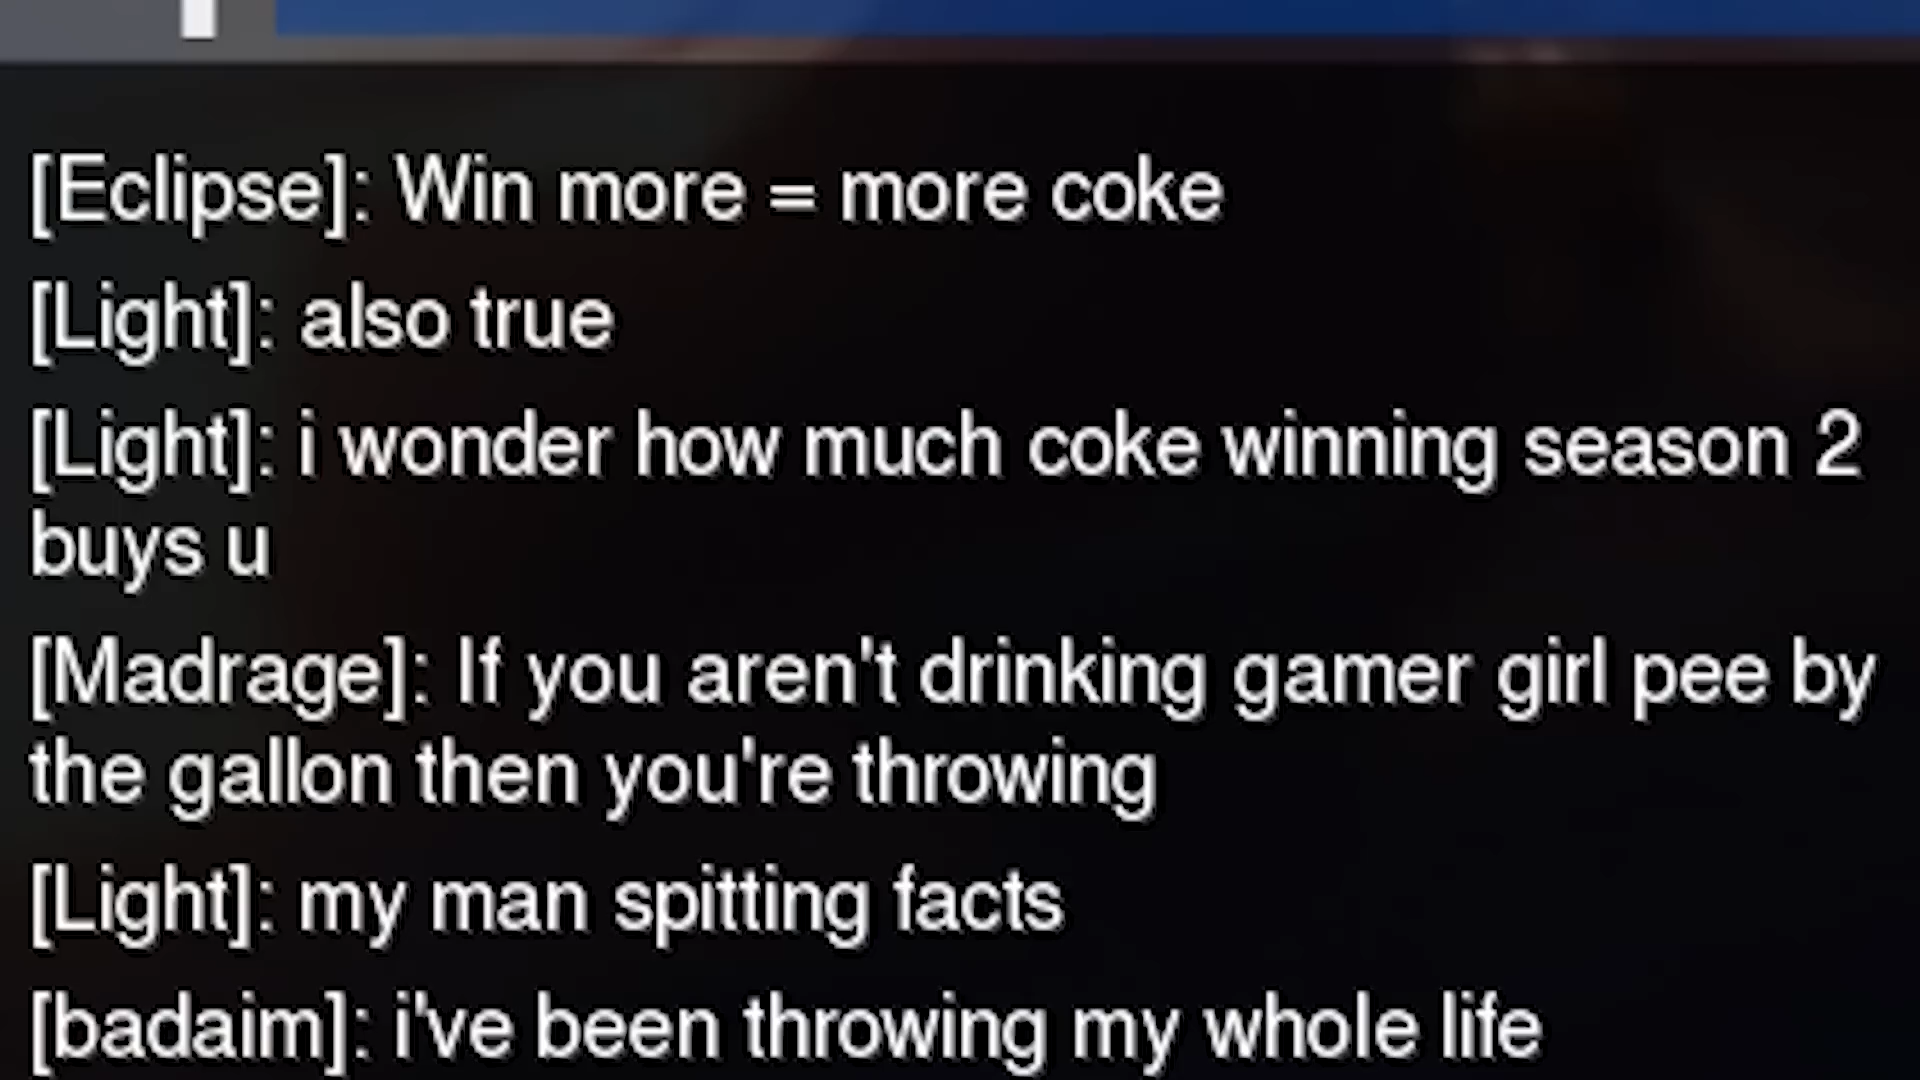 [Eclipse]: Win more = more coke
[Light]: also true
[Light]: i wonder how much coke winning season 2
buys u
[Madrage]: If you aren't drinking gamer girl pee by
the gallon then you're throwing
[Light]: my man spitting facts
[badaim]: i've been throwing my whole life